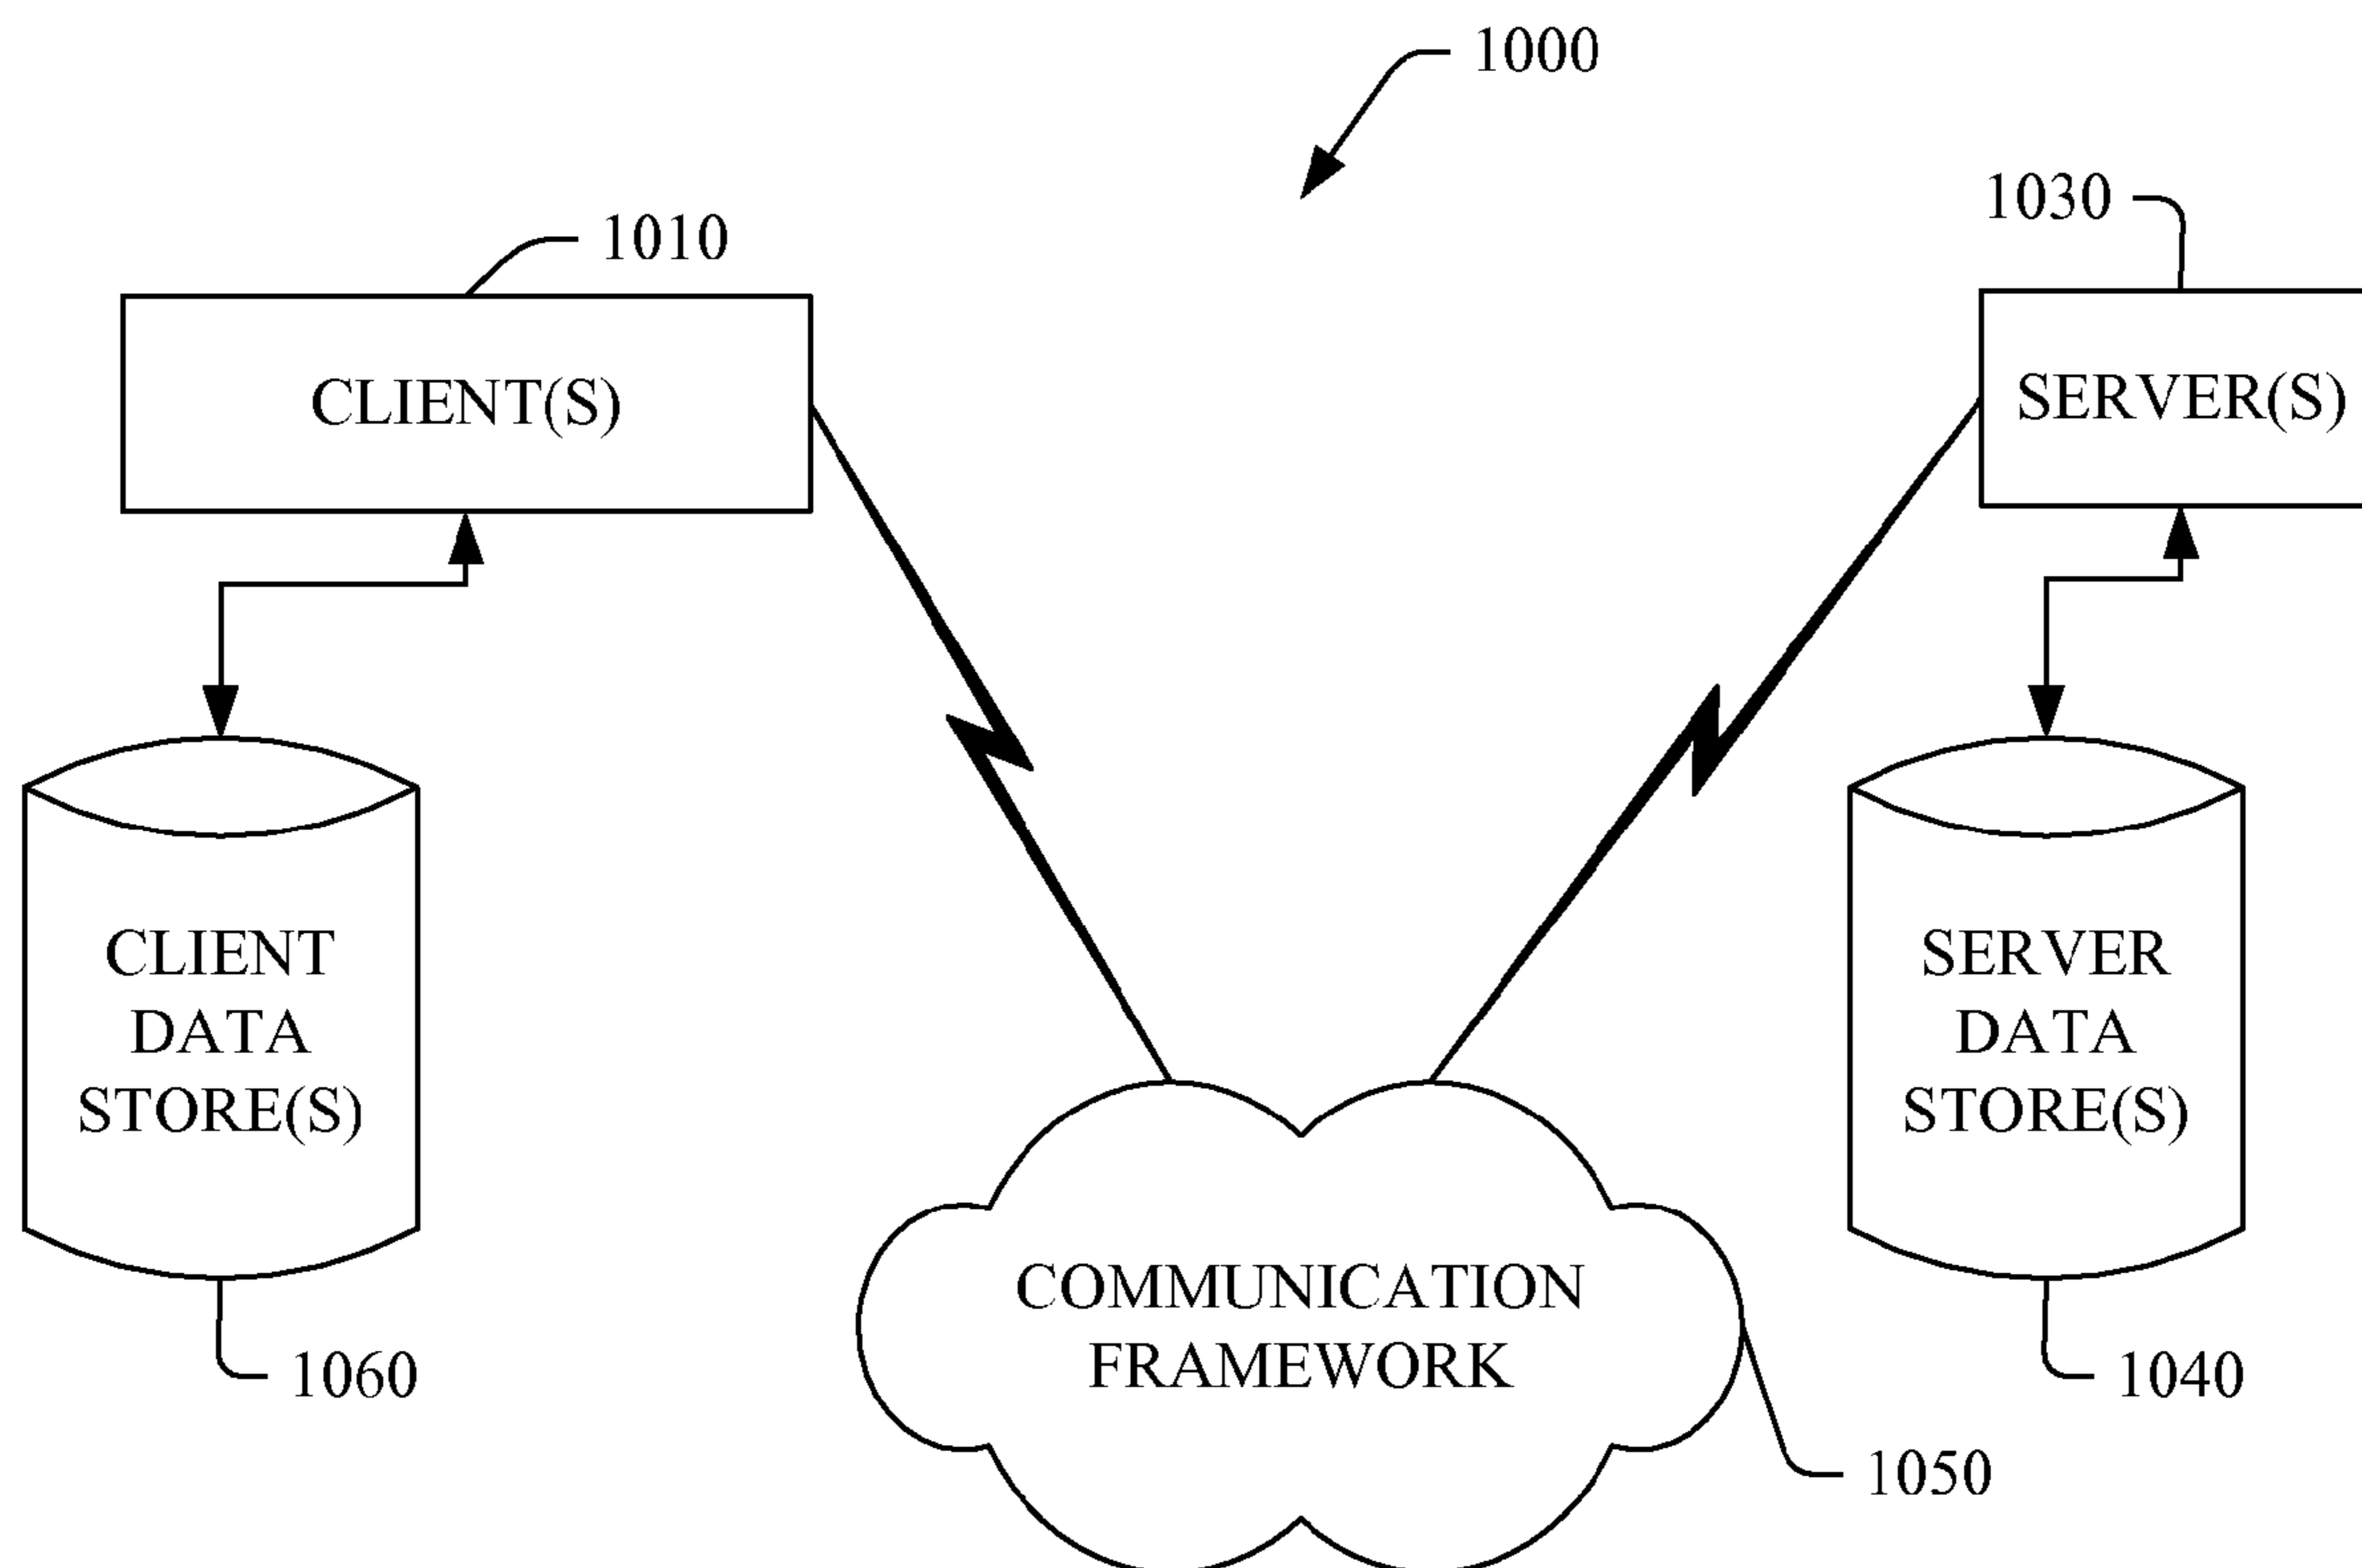 1000
1010
1030
CLIENT(S)
SERVER(S)
CLIENT
DATA
STORE(S)
SERVER
DATA
STORE(S)
COMMUNICATION
FRAMEWORK
1060
1040
1050